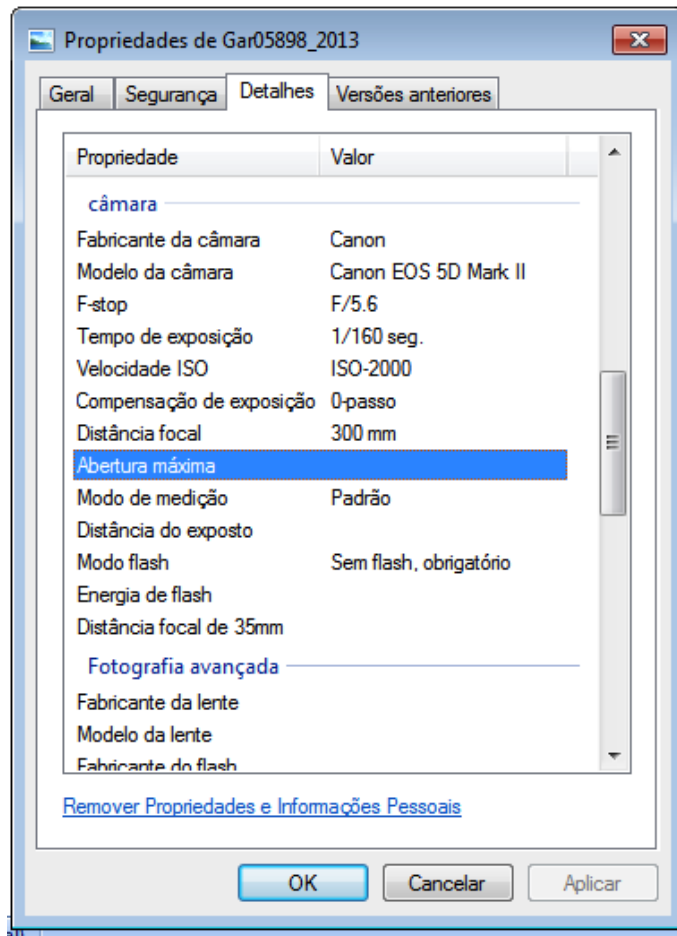 Propriedades de Gar05898_2013
Geral Segurança Detalhes Versões anteriores
Propriedade Valor
câmara
Fabricante da câmara Canon
Modelo da câmara Canon EOS 5D Mark II
F-stop F/5.6
Tempo de exposição 1/160 seg.
Velocidade ISO ISO-2000
Compensação de exposição 0-passo
Distância focal 300 mm
Abertura máxima
Modo de medição Padrão
Distância do exposto
Modo flash Sem flash, obrigatório
Energia de flash
Distância focal de 35mm
Fotografia avançada
Fabricante da lente
Modelo da lente
Fabricante do flash
Remover Propriedades e Informações Pessoais
OK Cancelar Aplicar